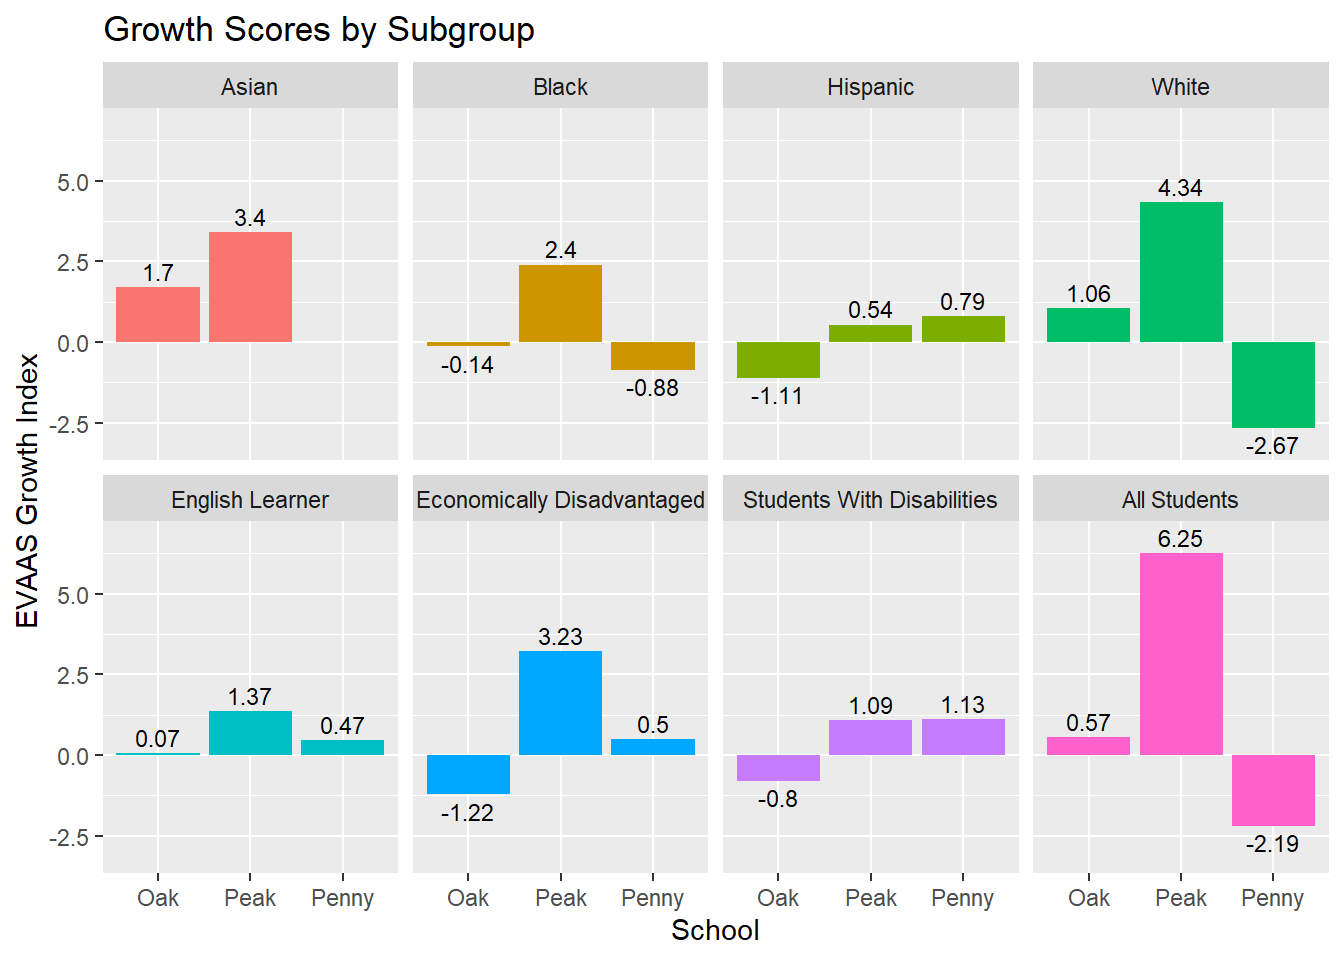 Growth Scores by Subgroup
Asian
Black
Hispanic
White
5.0
2.5
0.0
-2.5
1.7
3.4
-0.14
2.4
-0.88
-1.11
0.54
0.79
1.06
4.34
-2.67
EVAAS Growth Index
English Learner
Economically Disadvantaged
Students With Disabilities
All Students
5.0
2.5
0.0
-2.5
0.07
1.37
0.47
-1.22
3.23
0.5
-0.8
1.09
1.13
0.57
6.25
-2.19
Oak Peak Penny
Oak Peak Penny
Oak Peak Penny
Oak Peak Penny
School